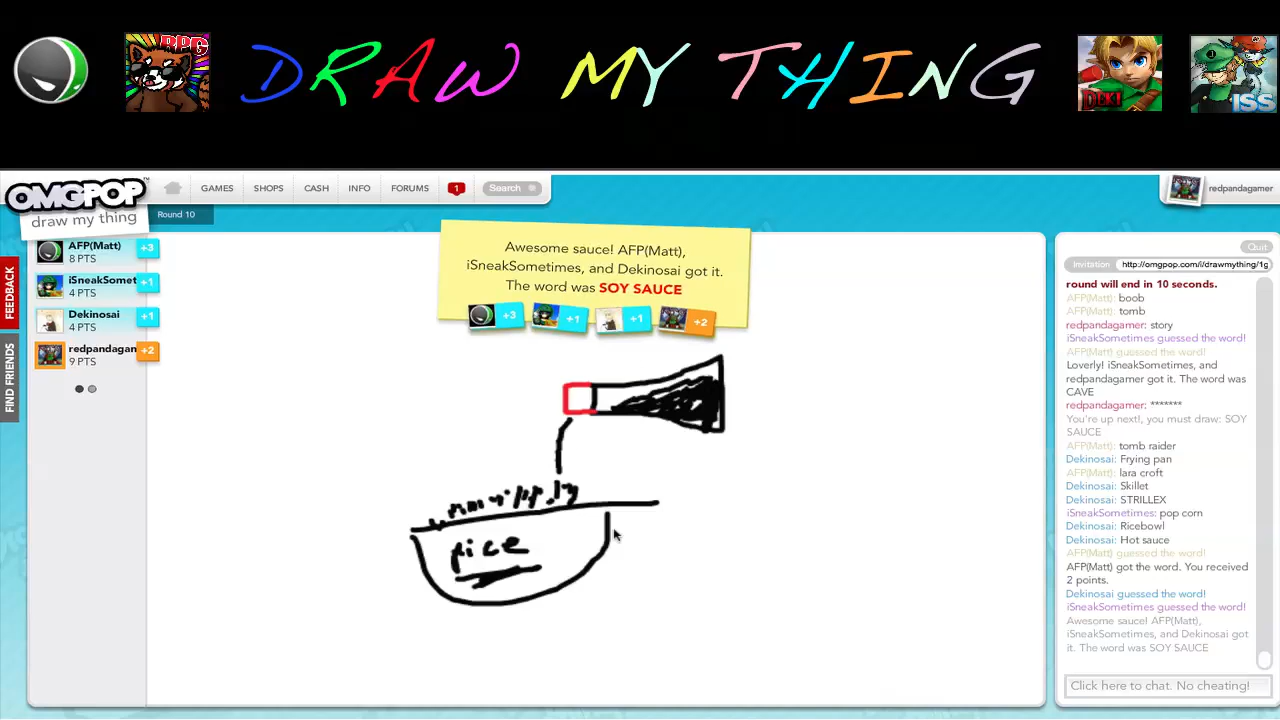 RPG
DRAW MY THING
DEKI
ISS
OMGPOP™
draw my thing
GAMES
SHOPS
CASH
INFO
FORUMS
1
Search
redpandagamer
Round 10
FEEDBACK
FIND FRIENDS
AFP(Matt)
8 PTS
+3
iSneakSomet
4 PTS
+1
Dekinosai
4 PTS
+1
redpandagan
9 PTS
+2
Awesome sauce! AFP(Matt),
iSneakSometimes, and Dekinosai got it.
The word was SOY SAUCE
+3 +1 +1 +2
rice
Quit
Invitation http://omgpop.com/i/drawmything/1g
round will end in 10 seconds.
AFP(Matt): boob
AFP(Matt): tomb
redpandagamer: story
iSneakSometimes guessed the word!
AFP(Matt) guessed the word!
Loverly! iSneakSometimes, and
redpandagamer got it. The word was
CAVE
redpandagamer: *******
You're up next!, you must draw: SOY
SAUCE
AFP(Matt): tomb raider
Dekinosai: Frying pan
AFP(Matt): lara croft
Dekinosai: Skillet
Dekinosai: STRILLEX
iSneakSometimes: pop corn
Dekinosai: Ricebowl
Dekinosai: Hot sauce
AFP(Matt) guessed the word!
AFP(Matt) got the word. You received
2 points.
Dekinosai guessed the word!
iSneakSometimes guessed the word!
Awesome sauce! AFP(Matt),
iSneakSometimes, and Dekinosai got
it. The word was SOY SAUCE
Click here to chat. No cheating!